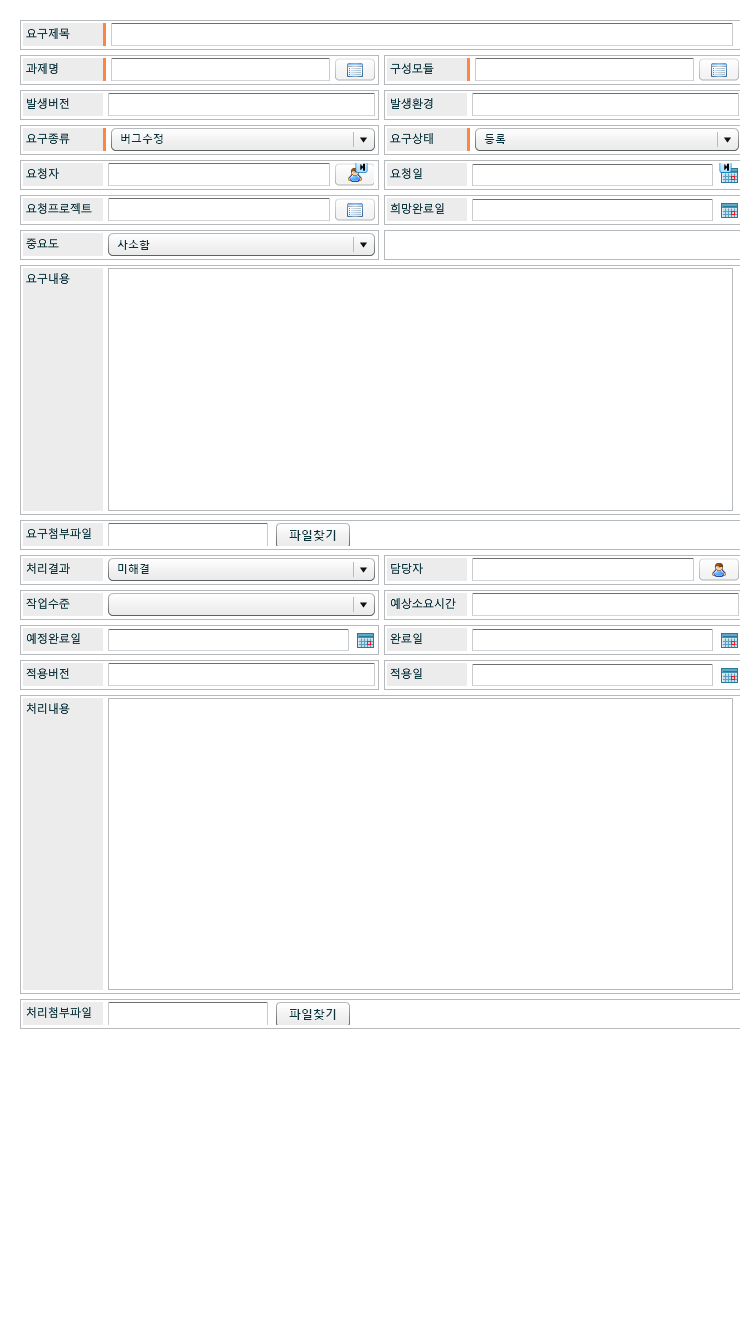 요구제목
과제명 구성모듈
발생버전 발생환경
요구종류 버그수정 요구상태 등록
요청자 요청일
요청프로젝트 희망완료일
중요도 사소함
요구내용
요구첨부파일 파일찾기
처리결과 미해결 담당자
작업수준 예상소요시간
예정완료일 완료일
적용버전 적용일
처리내용
처리첨부파일 파일찾기